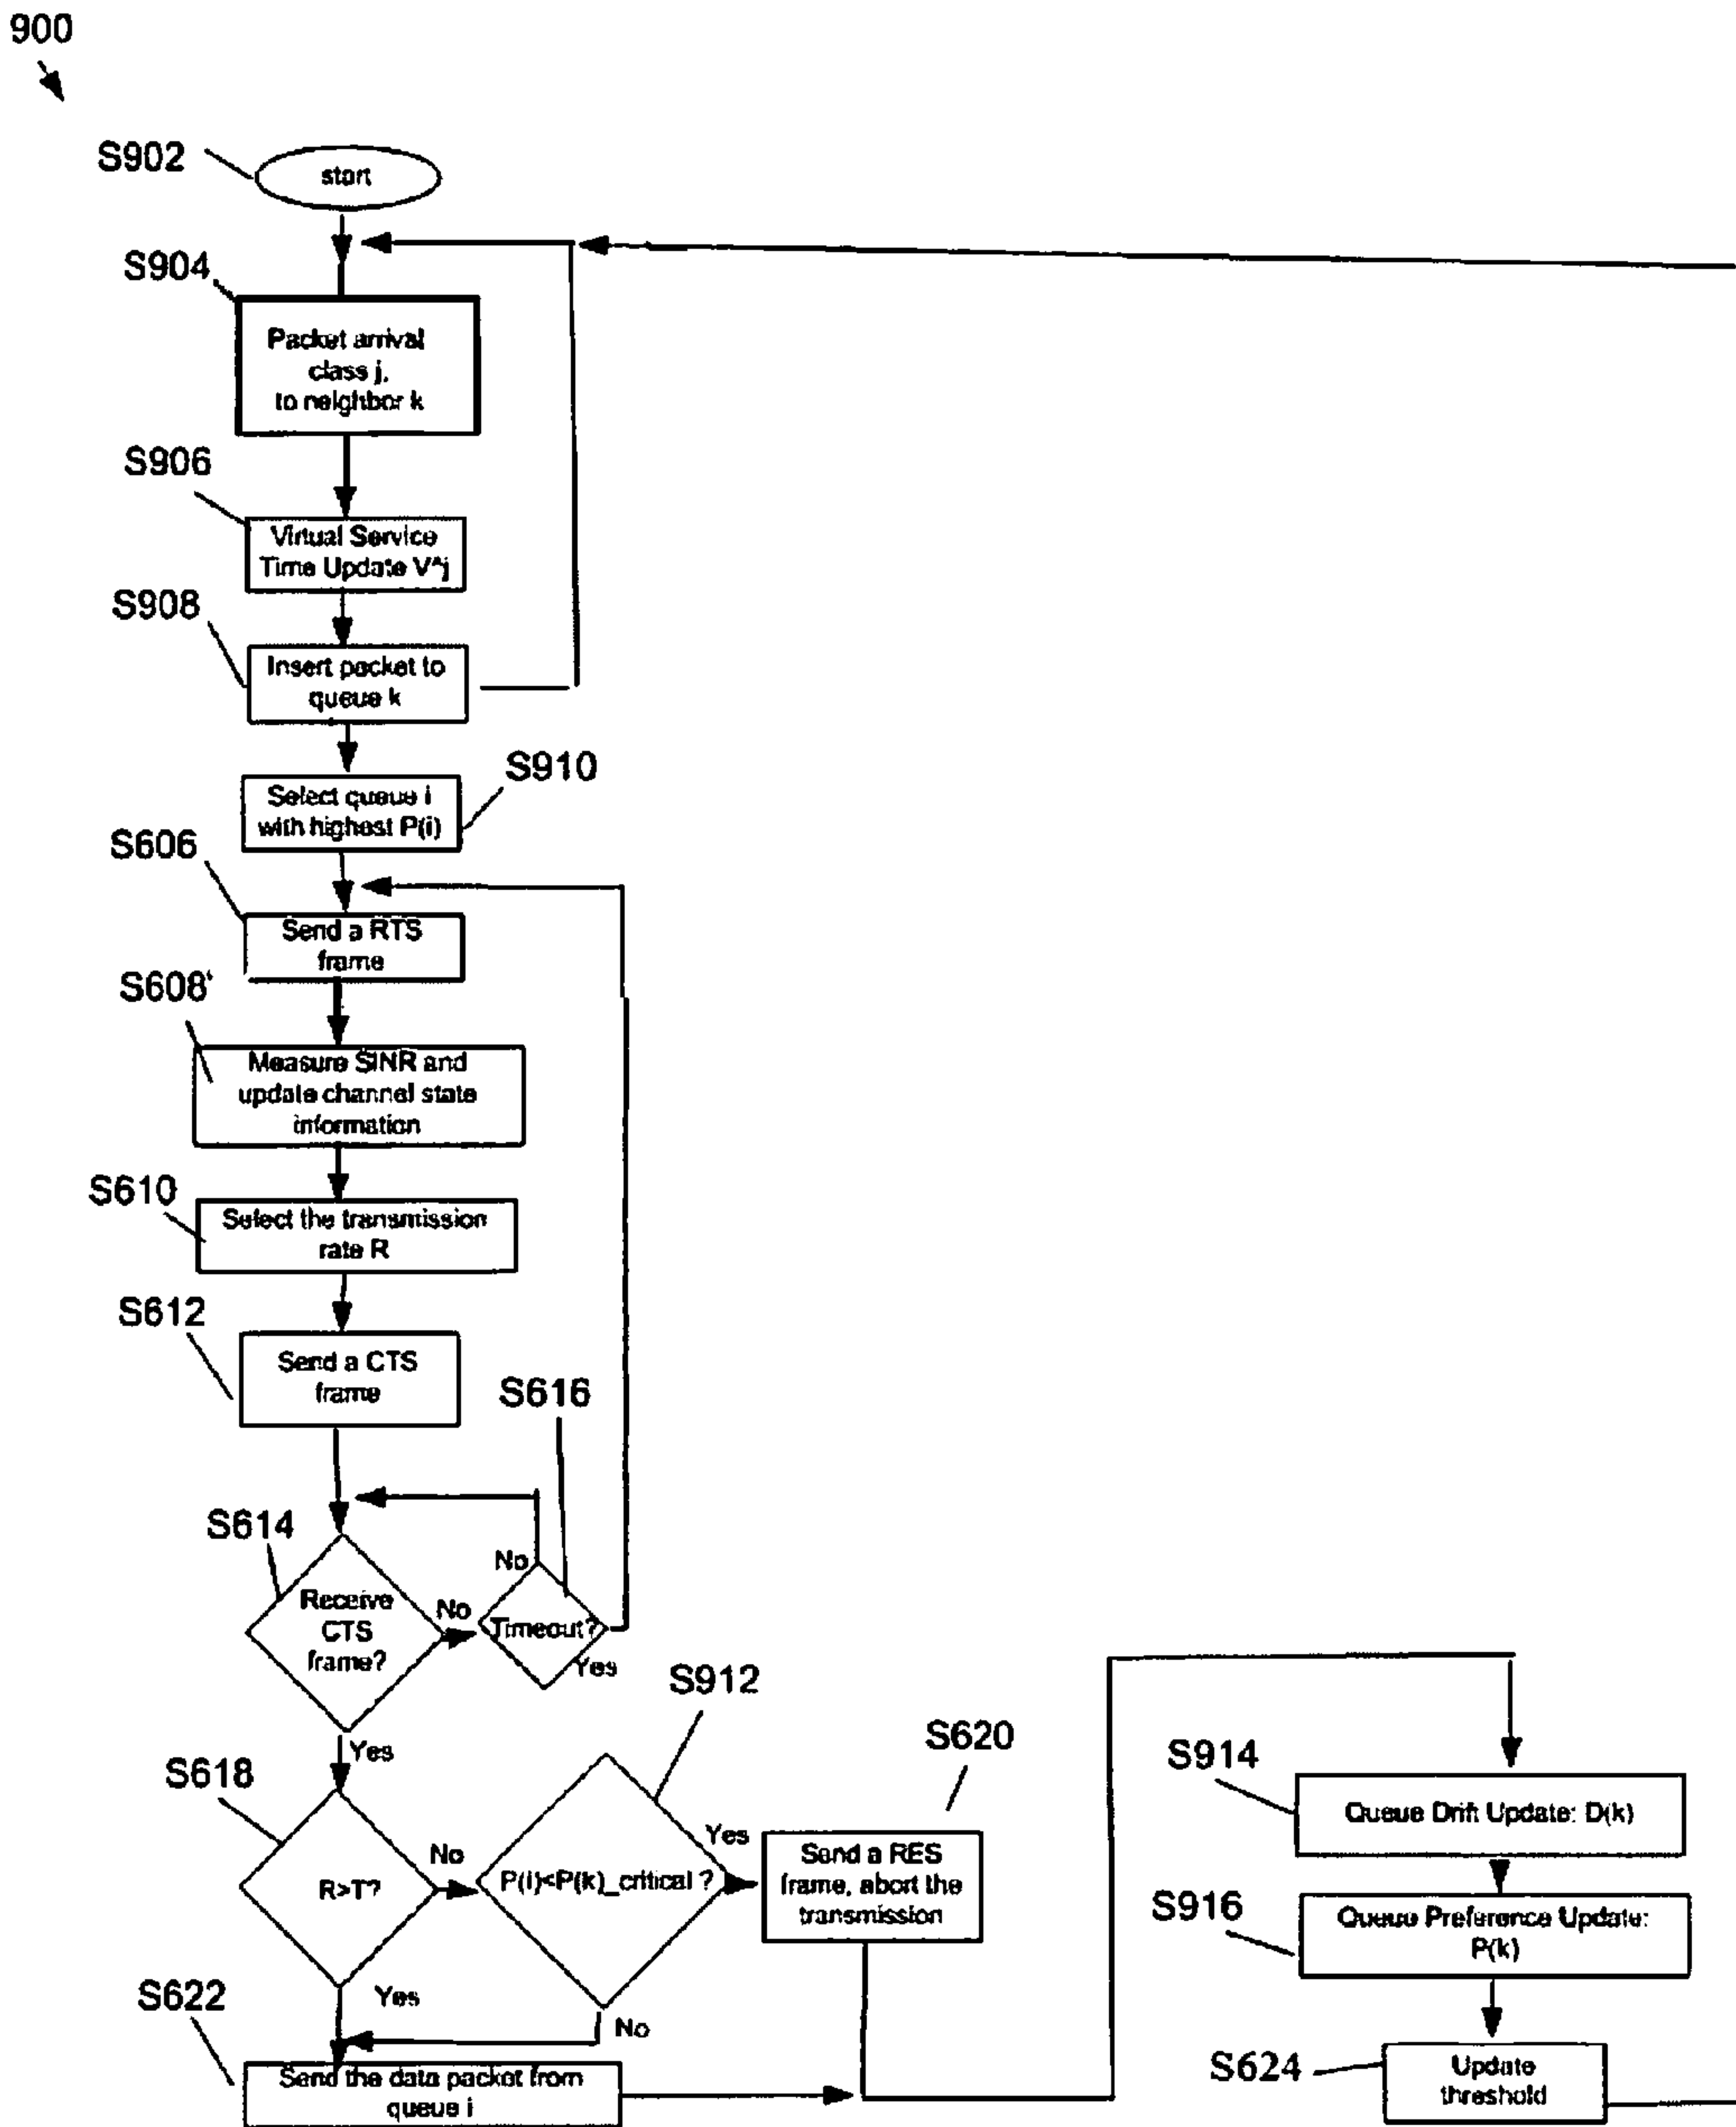 900
S902
start
S904
Packet arrival
class j,
to neighbor k
S906
Virtual Service
Time Update V^j
S908
Insert packet to
queue k
S910
Select queue i
with highest P(i)
S606
Send a RTS
frame
S608'
Measure SINR and
update channel state
information
S610
Select the transmission
rate R
S612
Send a CTS
frame
S616
S614
No
Receive
CTS
frame?
No
Timeout?
Yes
S912
Yes
S620
S618
S914
Queue Drift Update: D(k)
Yes
No
R>T?
P(i)<P(k)_critical ?
Send a RES
frame, abort the
transmission
S916
Queue Preference Update:
P(k)
S622
Yes
No
Send the data packet from
queue i
S624
Update
threshold